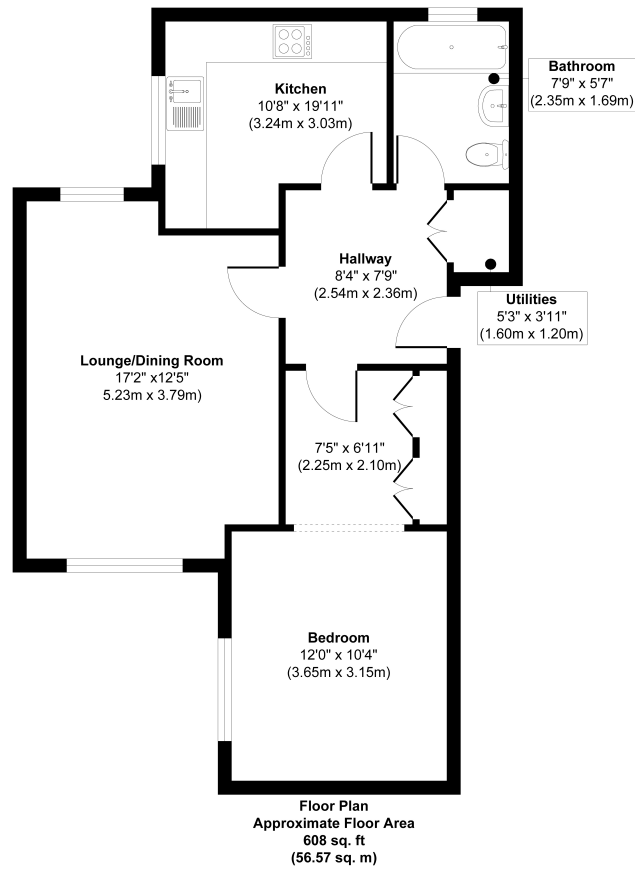 Kitchen
10'8" x 19'11"
(3.24m x 3.03m)
Bathroom
7'9" x 5'7"
(2.35m x 1.69m)
Hallway
8'4" x 7'9"
(2.54m x 2.36m)
Utilities
5'3" x 3'11"
(1.60m x 1.20m)
Lounge/Dining Room
17'2" x12'5"
5.23m x 3.79m)
7'5" x 6'11"
(2.25m x 2.10m)
Bedroom
12'0" x 10'4"
(3.65m x 3.15m)
Floor Plan
Approximate Floor Area
608 sq. ft
(56.57 sq. m)